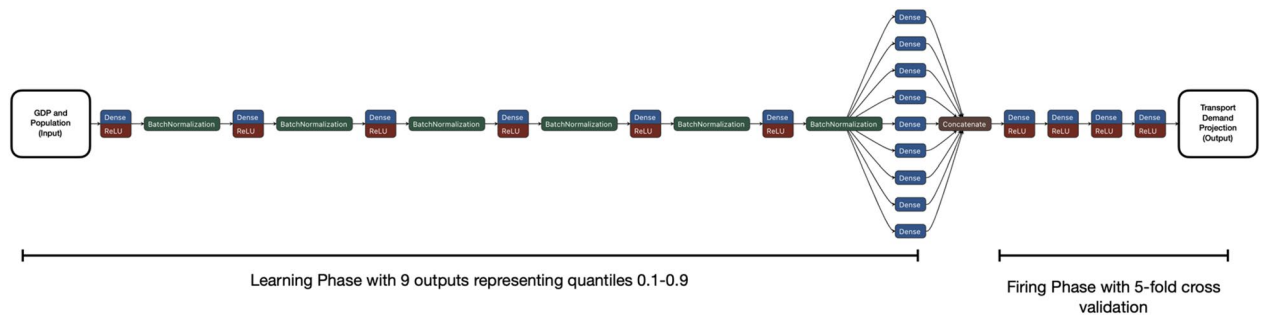 GDP and
Population
(Input)
Dense
ReLU
BatchNormalization
Dense
ReLU
BatchNormalization
Dense
ReLU
BatchNormalization
Dense
ReLU
BatchNormalization
Dense
ReLU
BatchNormalization
Dense
ReLU
BatchNormalization
Dense
Dense
Dense
Dense
Dense
Dense
Dense
Dense
Dense
Concatenate
Dense
ReLU
Dense
ReLU
Dense
ReLU
Dense
ReLU
Transport
Demand
Projection
(Output)
Learning Phase with 9 outputs representing quantiles 0.1-0.9
Firing Phase with 5-fold cross
validation